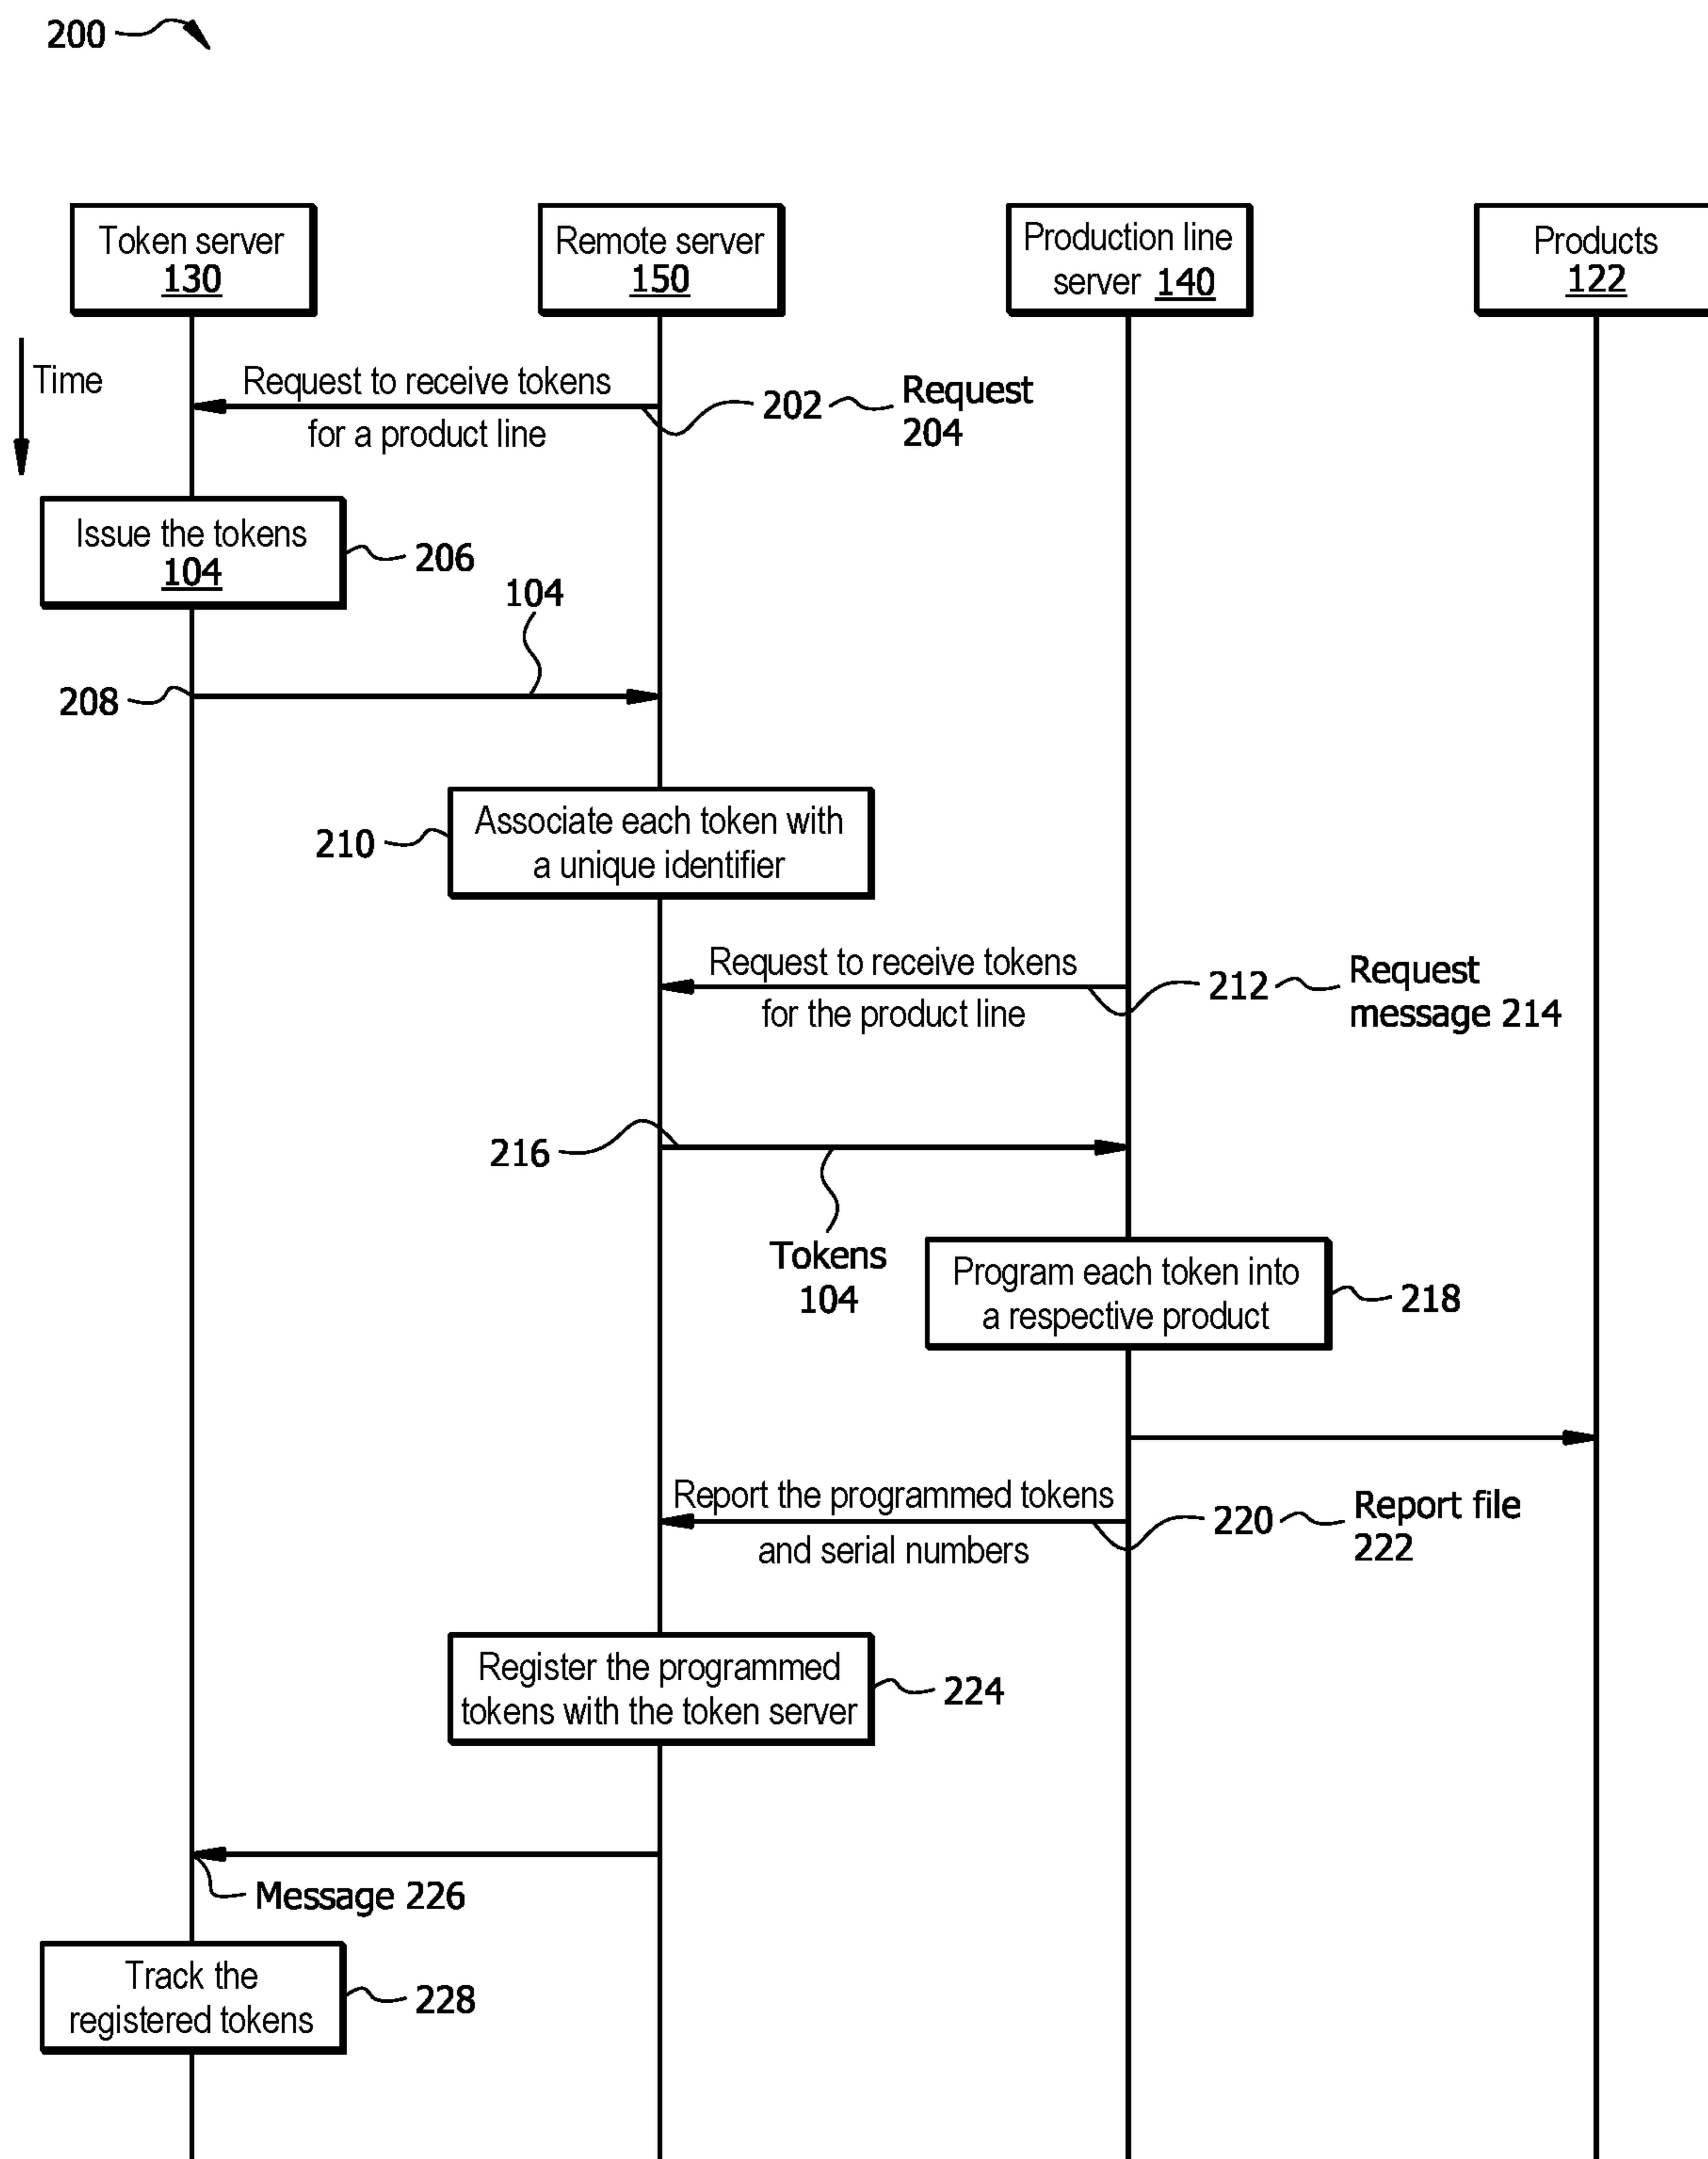 200
Token server
130
Remote server
150
Production line
server 140
Products
122
Time
Request to receive tokens
for a product line
202
Request
204
Issue the tokens
104
206
104
208
Associate each token with
a unique identifier
210
Request to receive tokens
for the product line
212
Request
message 214
216
Tokens
104
Program each token into
a respective product
218
Report the programmed tokens
and serial numbers
220
Report file
222
Register the programmed
tokens with the token server
224
Message 226
Track the
registered tokens
228